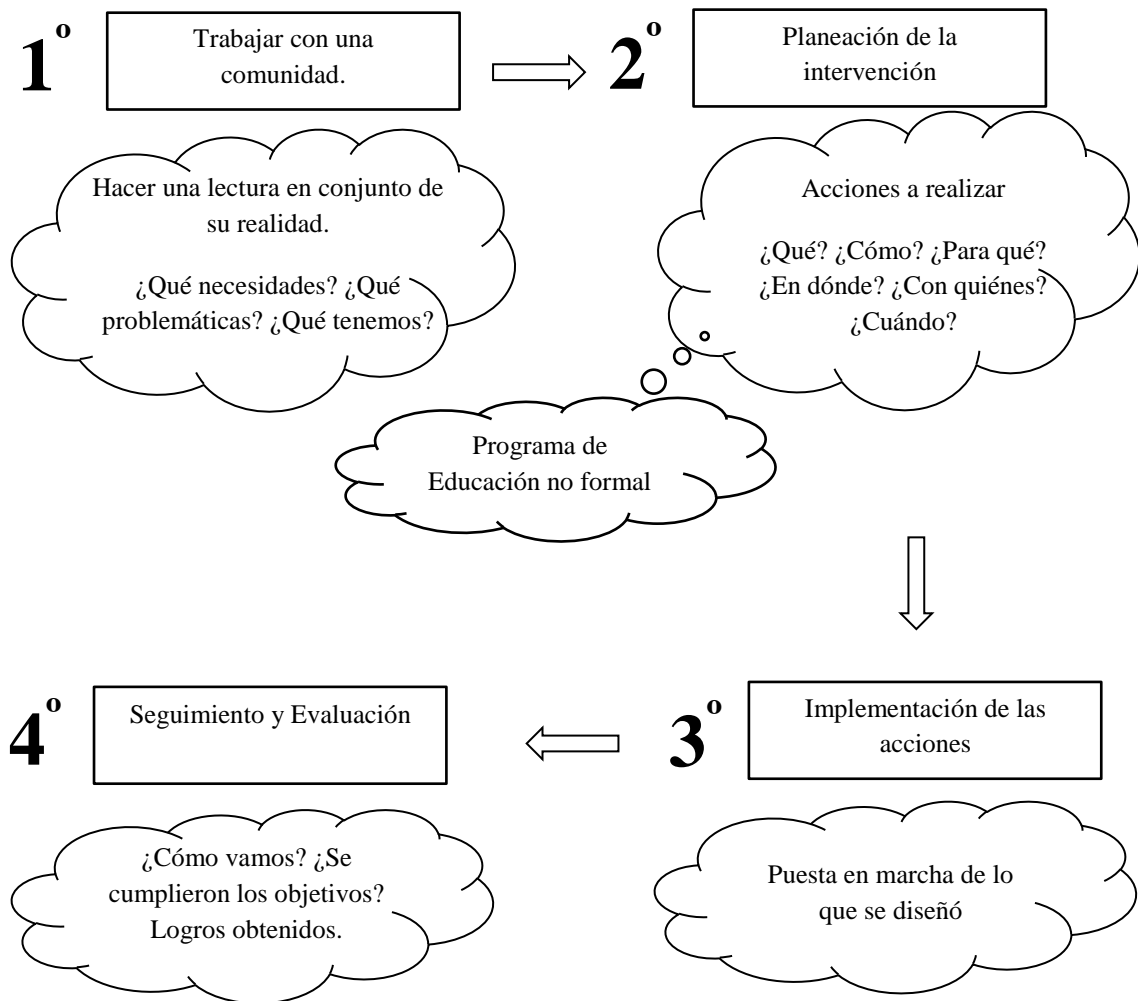 1º
Trabajar con una
comunidad.
2º
Planeación de la
intervención
Hacer una lectura en conjunto de
su realidad.
¿Qué necesidades? ¿Qué
problemáticas? ¿Qué tenemos?
Acciones a realizar
¿Qué? ¿Cómo? ¿Para qué?
¿En dónde? ¿Con quiénes?
¿Cuándo?
Programa de
Educación no formal
3º
Implementación de las
acciones
Puesta en marcha de lo
que se diseñó
4º
Seguimiento y Evaluación
¿Cómo vamos? ¿Se
cumplieron los objetivos?
Logros obtenidos.